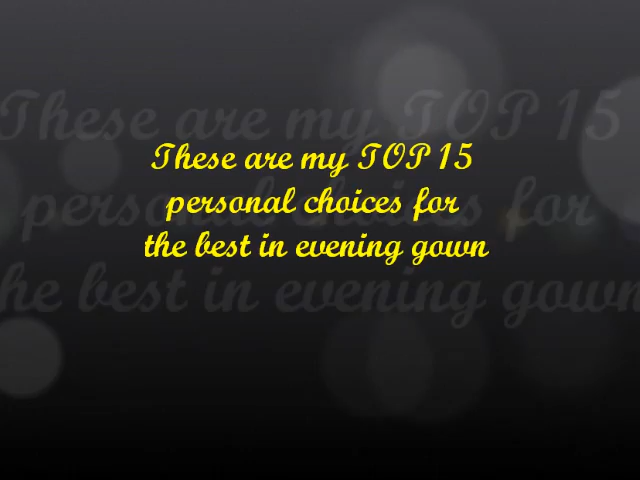 These are my TOP 15
personal choices for
the best in evening gown